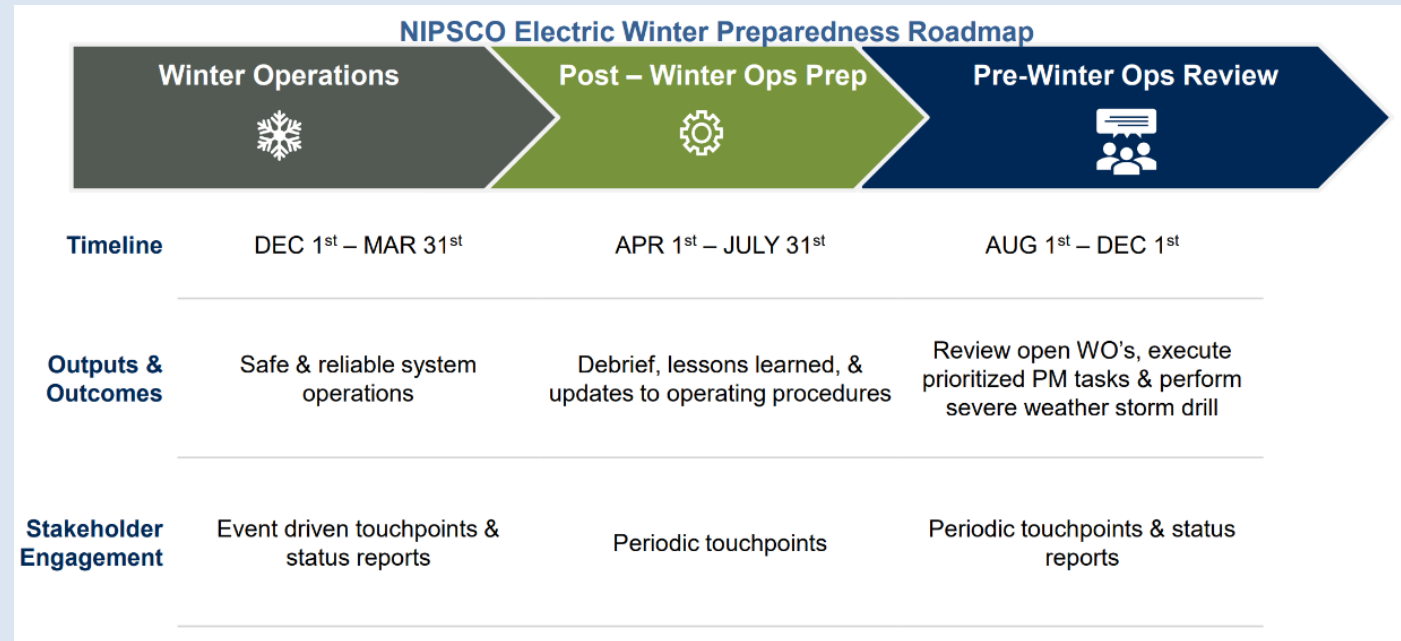 NIPSCO Electric Winter Preparedness Roadmap
Winter Operations
Post – Winter Ops Prep
Pre-Winter Ops Review
Timeline
DEC 1st – MAR 31st
APR 1st – JULY 31st
AUG 1st – DEC 1st
Outputs &
Outcomes
Safe & reliable system
operations
Debrief, lessons learned, &
updates to operating procedures
Review open WO's, execute
prioritized PM tasks & perform
severe weather storm drill
Stakeholder
Engagement
Event driven touchpoints &
status reports
Periodic touchpoints
Periodic touchpoints & status
reports